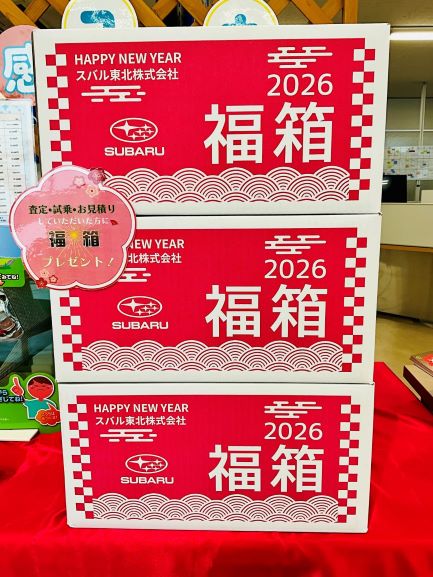 感
HAPPY NEW YEAR
スバル東北株式会社
2026
SUBARU
福箱
査定・試乗・お見積り
していただいた方に
福箱
プレゼント！
HAPPY NEW YEAR
スバル東北株式会社
2026
SUBARU
福箱
HAPPY NEW YEAR
スバル東北株式会社
2026
SUBARU
福箱